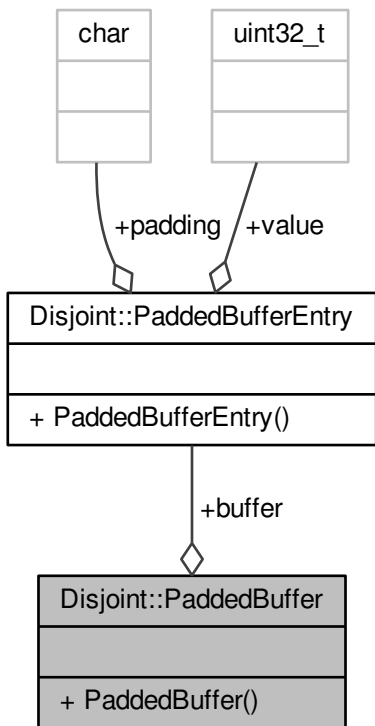 char
uint32_t
+padding
+value
Disjoint::PaddedBufferEntry
+ PaddedBufferEntry()
+buffer
Disjoint::PaddedBuffer
+ PaddedBuffer()